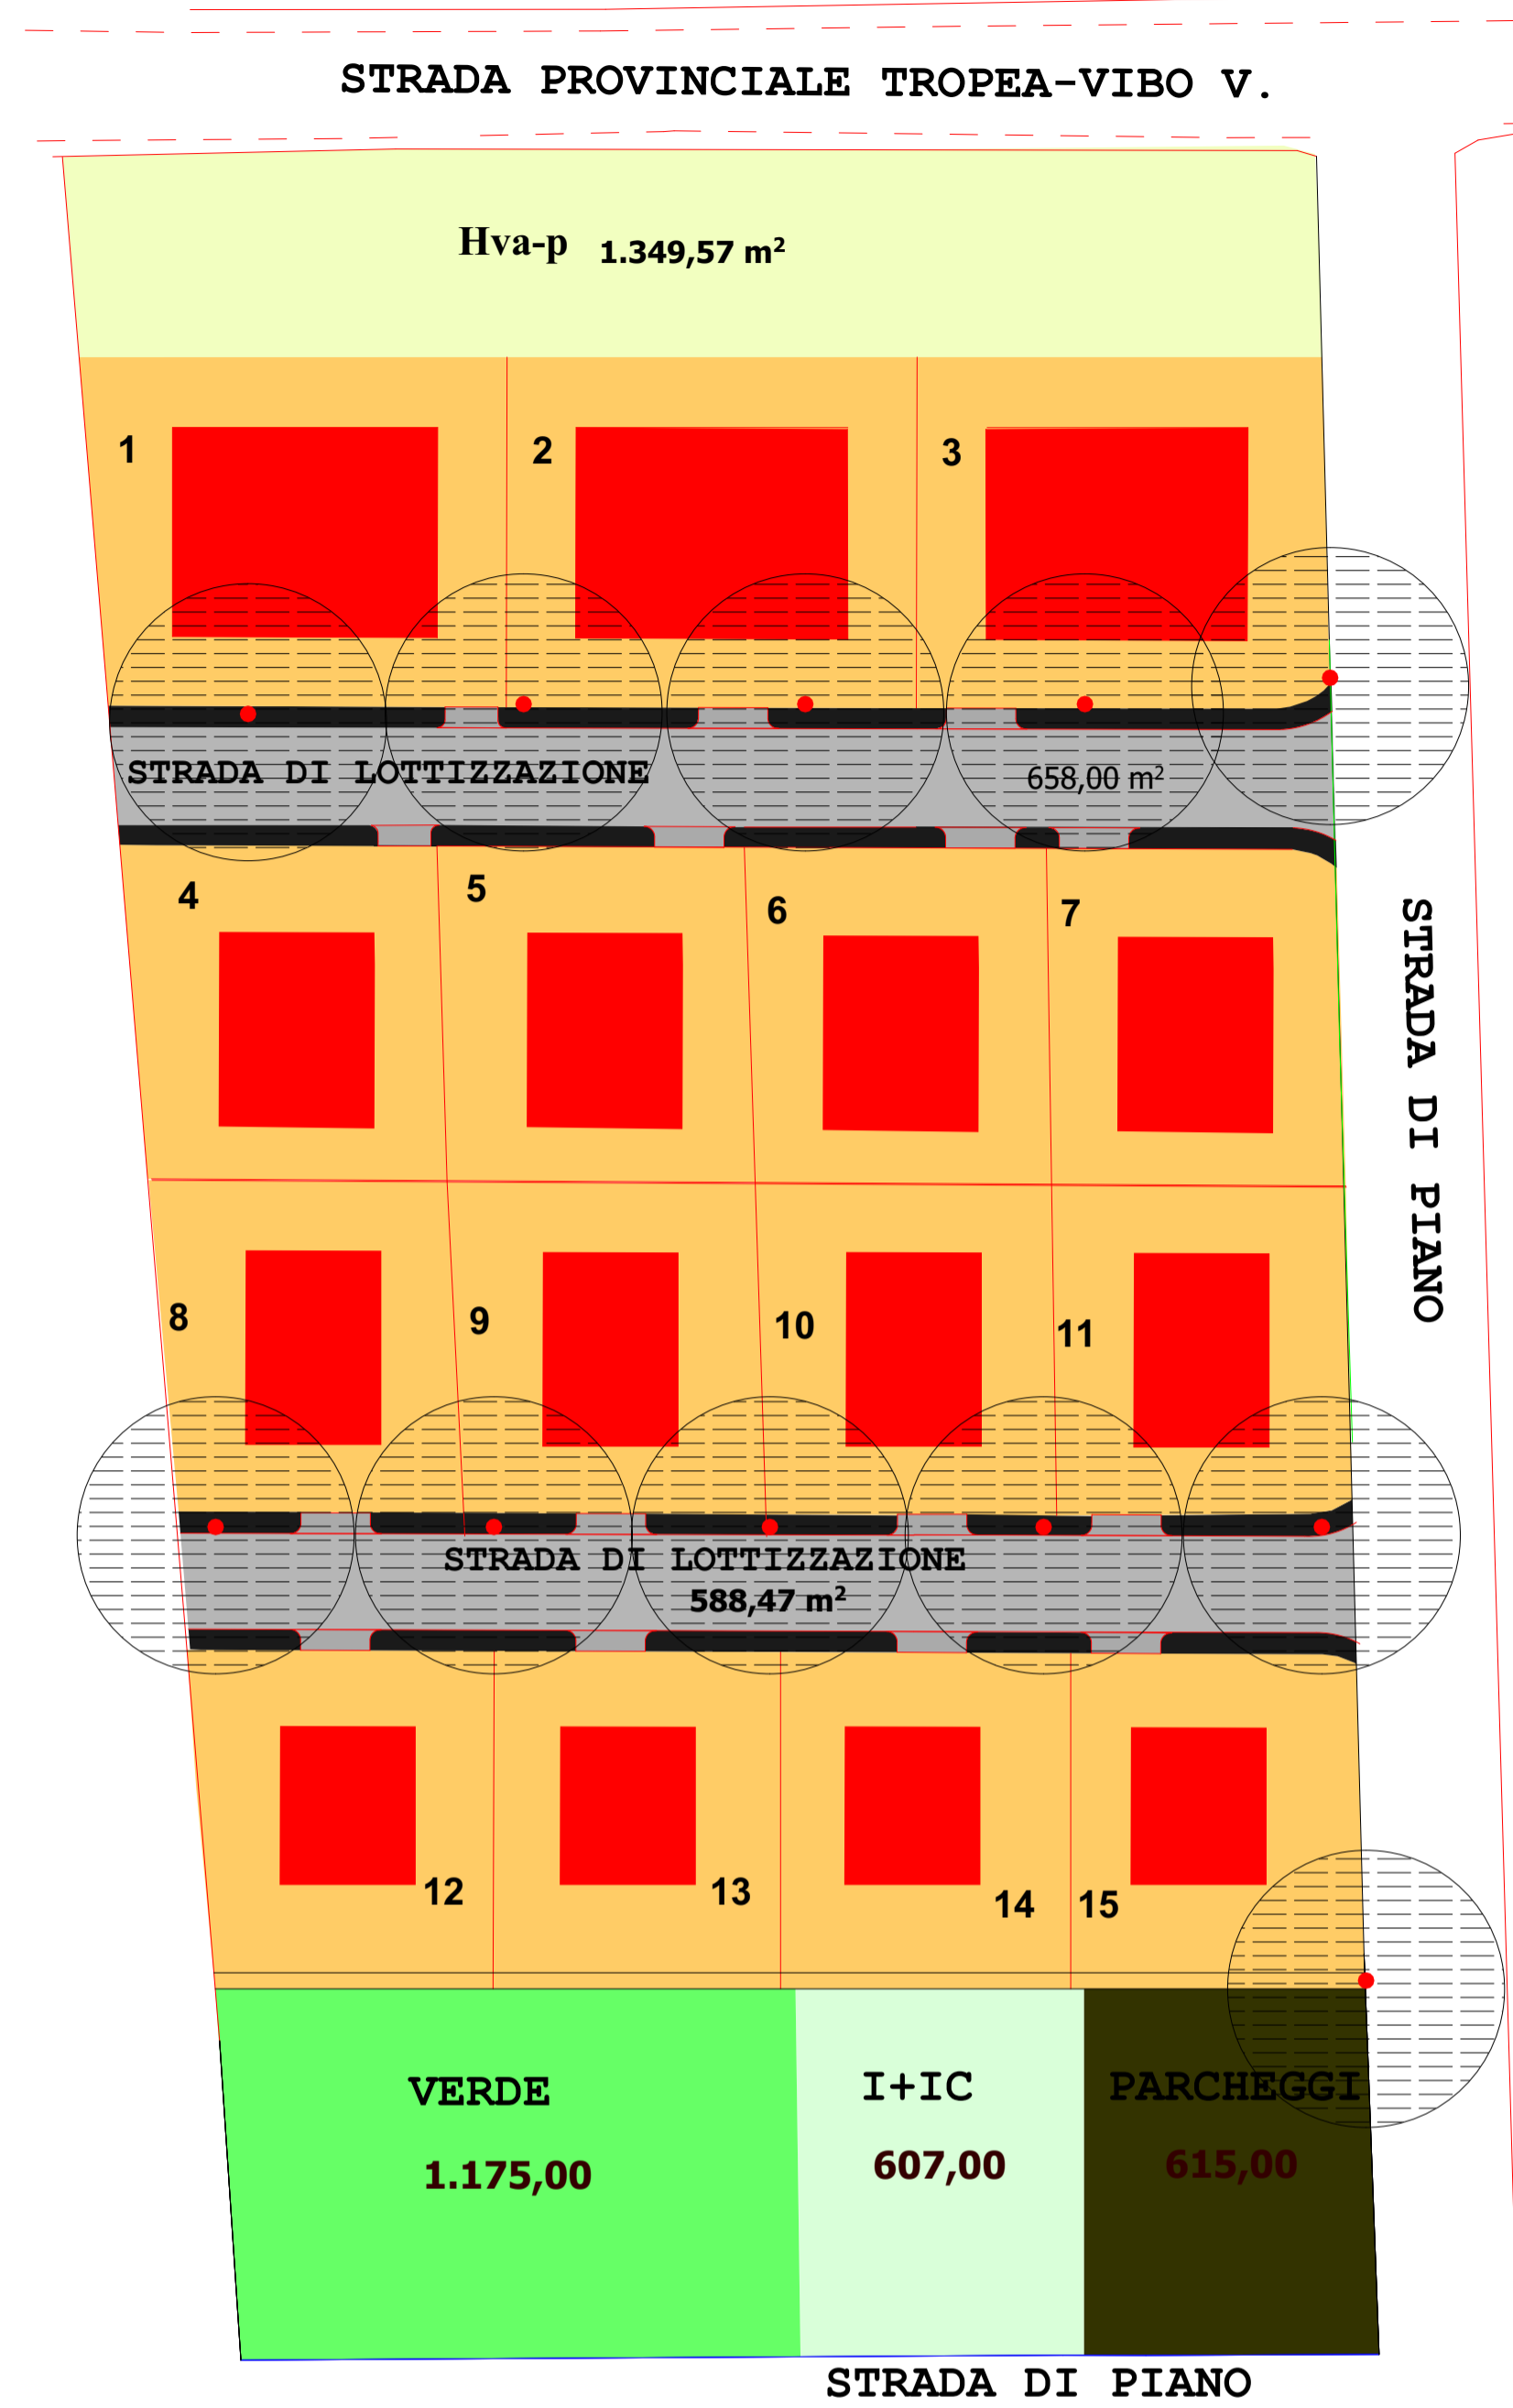 STRADA PROVINCIALE TROPEA-VIBO V.
Hva-p 1.349,57 m²
1
2
3
STRADA DI LOTTIZZAZIONE
658,00 m²
4
5
6
7
STRADA DI PIANO
8
9
10
11
STRADA DI LOTTIZZAZIONE
588,47 m²
12
13
14
15
VERDE
1.175,00
I+IC
607,00
PARCHEGGI
615,00
STRADA DI PIANO